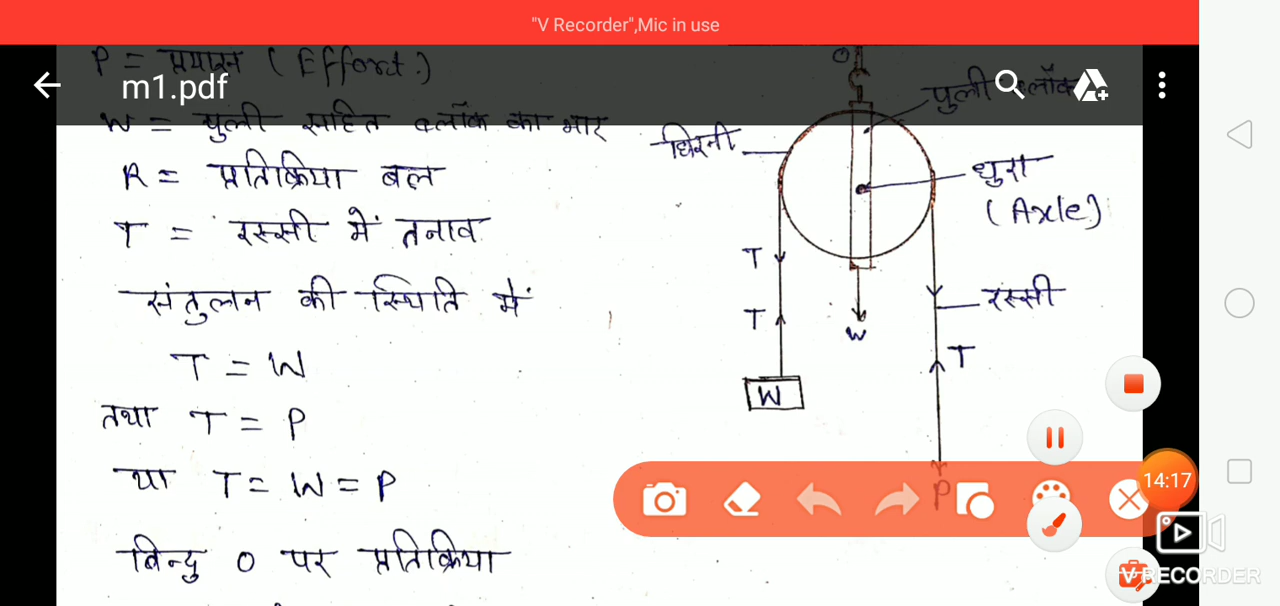 "V Recorder",Mic in use
P = प्रयास (Effort.)
m1.pdf
W = पुली सहित ब्लॉक का भार
R = प्रतिक्रिया बल
T = रस्सी में तनाव
संतुलन की स्थिति में
T = W
तथा T = P
या T = W = P
बिन्दु O पर प्रतिक्रिया
O
पुली ब्लॉक
घिरनी
धुरा
(Axle)
T
T
W
रस्सी
T
W
P
14:17
V RECORDER